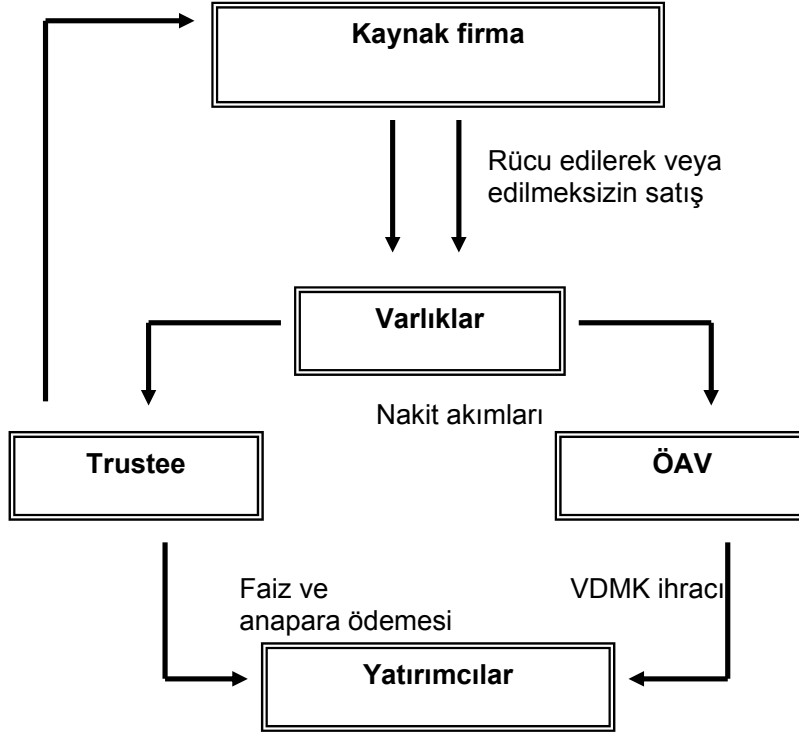 Kaynak firma
Rücu edilerek veya
edilmeksizin satış
Varlıklar
Nakit akımları
Trustee
ÖAV
Faiz ve
anapara ödemesi
VDMK ihracı
Yatırımcılar